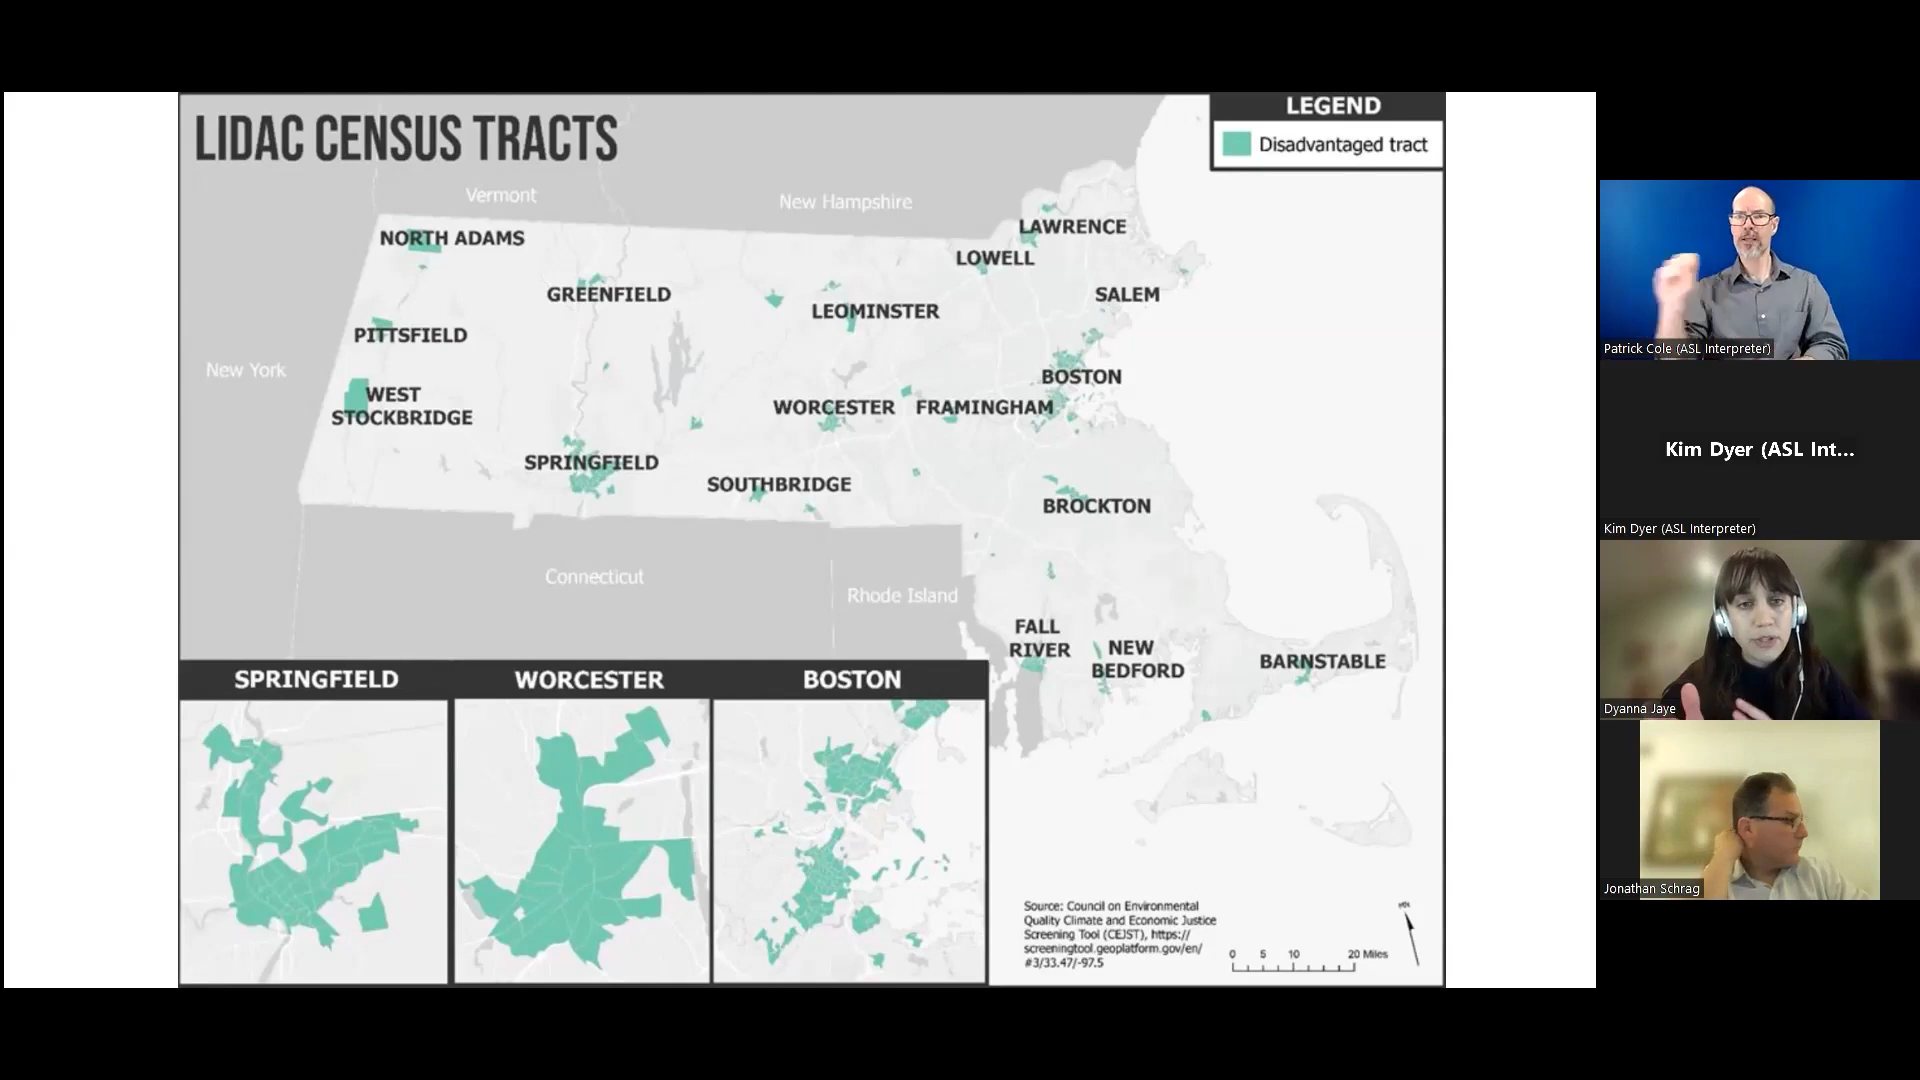 LIDAC CENSUS TRACTS
LEGEND
Disadvantaged tract
Vermont
New Hampshire
NORTH ADAMS
LAWRENCE
LOWELL
GREENFIELD
SALEM
LEOMINSTER
PITTSFIELD
New York
BOSTON
WEST
STOCKBRIDGE
WORCESTER
FRAMINGHAM
SPRINGFIELD
SOUTHBRIDGE
BROCKTON
Connecticut
Rhode Island
FALL
RIVER
NEW
BEDFORD
BARNSTABLE
SPRINGFIELD
WORCESTER
BOSTON
Source: Council on Environmental
Quality Climate and Economic Justice
Screening Tool (CEJST), https://
screeningtool.geoplatform.gov/en/
#3/33.47/-97.5
0 5 10 20 Miles
Patrick Cole (ASL Interpreter)
Kim Dyer (ASL Int...
Kim Dyer (ASL Interpreter)
Dyanna Jaye
Jonathan Schrag